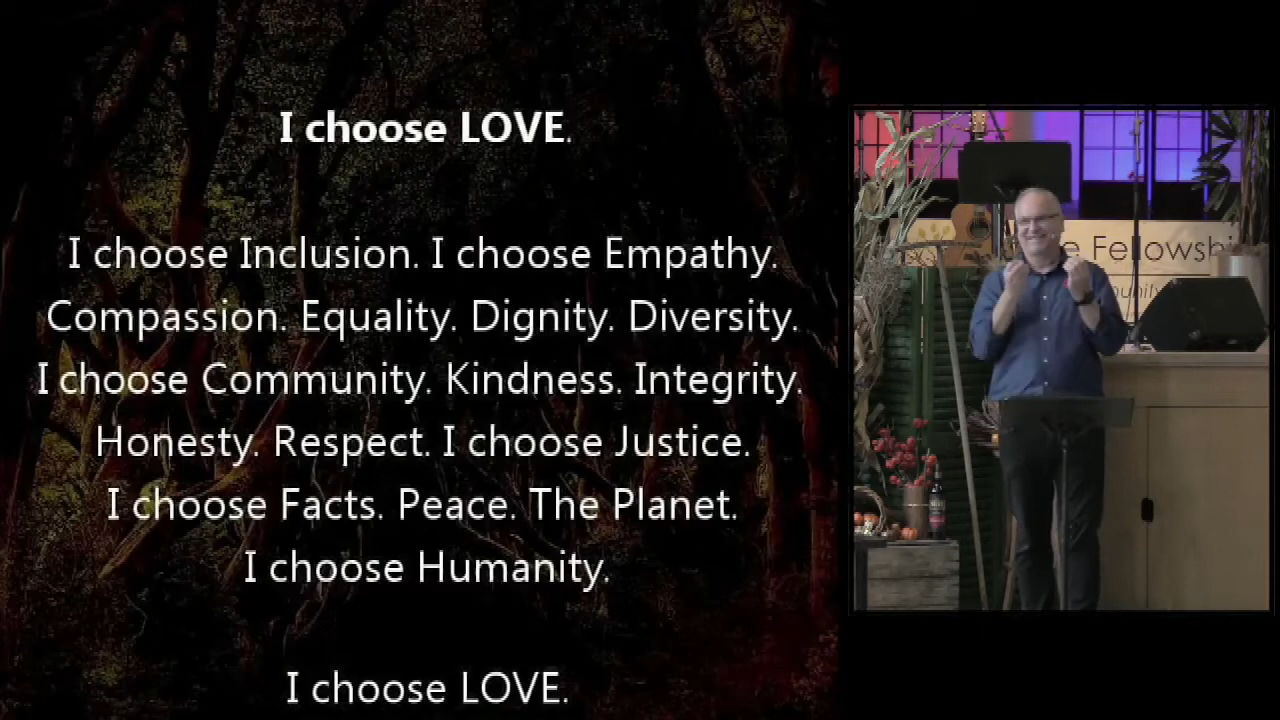 I choose LOVE.
I choose Inclusion. I choose Empathy.
Compassion. Equality. Dignity. Diversity.
I choose Community. Kindness. Integrity.
Honesty. Respect. I choose Justice.
I choose Facts. Peace. The Planet.
I choose Humanity.
I choose LOVE.